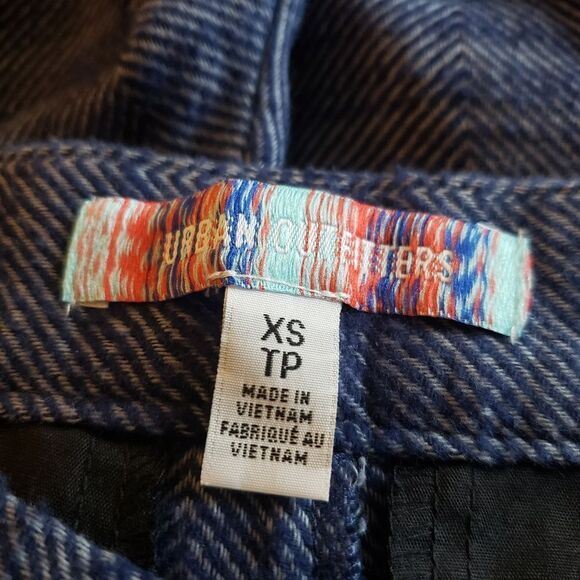 URBAN OUTFITTERS
XS
TP
MADE IN
VIETNAM
FABRIQUÉ AU
VIETNAM